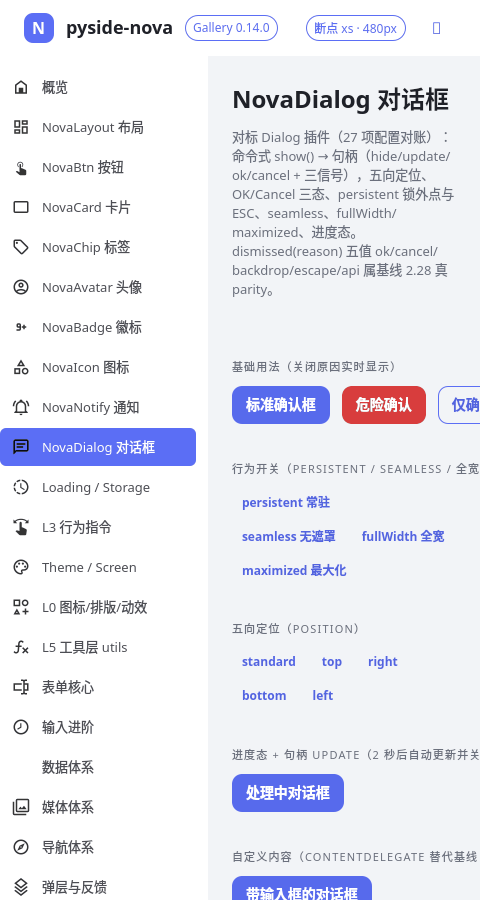 N pyside-nova Gallery 0.14.0 断点 xs · 480px
概览
NovaLayout 布局
NovaBtn 按钮
NovaCard 卡片
NovaChip 标签
NovaAvatar 头像
NovaBadge 徽标
NovaIcon 图标
NovaNotify 通知
NovaDialog 对话框
Loading / Storage
L3 行为指令
Theme / Screen
L0 图标/排版/动效
L5 工具层 utils
表单核心
输入进阶
数据体系
媒体体系
导航体系
弹层与反馈
NovaDialog 对话框
对标 Dialog 插件（27 项配置对账）：
命令式 show() → 句柄（hide/update/
ok/cancel + 三信号），五向定位、
OK/Cancel 三态、persistent 锁外点与
ESC、seamless、fullWidth/
maximized、进度态。
dismissed(reason) 五值 ok/cancel/
backdrop/escape/api 属基线 2.28 真
parity。
基础用法（关闭原因实时显示）
标准确认框 危险确认 仅确
行为开关（PERSISTENT / SEAMLESS / 全宽
persistent 常驻
seamless 无遮罩 fullWidth 全宽
maximized 最大化
五向定位（POSITION）
standard top right
bottom left
进度态 + 句柄 UPDATE（2 秒后自动更新并关
处理中对话框
自定义内容（CONTENTDELEGATE 替代基线
带输入框的对话框